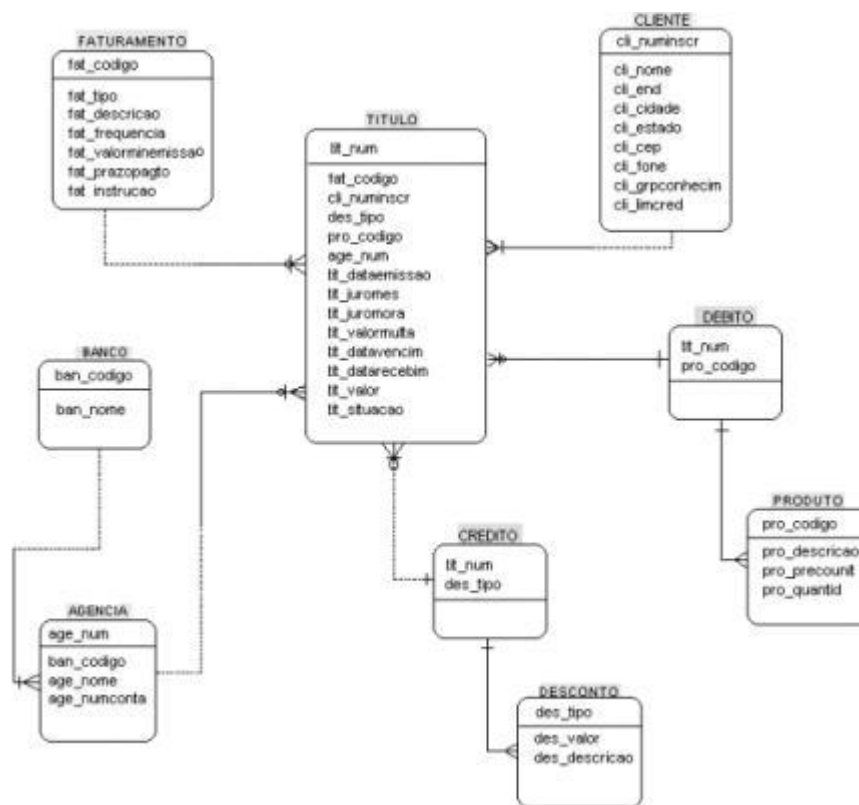 FATURAMENTO
fat_codigo
fat_tipo
fat_descricao
fat_frequencia
fat_valorminemissao
fat_prazopagto
fat_instrucao
CLIENTE
cli_numinscr
cli_nome
cli_end
cli_cidade
cli_estado
cli_cep
cli_fone
cli_grpconhecim
cli_limcred
TITULO
tit_num
fat_codigo
cli_numinscr
des_tipo
pro_codigo
age_num
tit_dataemissao
tit_juromes
tit_juromora
tit_valormulta
tit_datavencim
tit_datarecebim
tit_valor
tit_situacao
DEBITO
tit_num
pro_codigo
BANCO
ban_codigo
ban_nome
PRODUTO
pro_codigo
pro_descricao
pro_precounit
pro_quantid
CREDITO
tit_num
des_tipo
AGENCIA
age_num
ban_codigo
age_nome
age_numconta
DESCONTO
des_tipo
des_valor
des_descricao